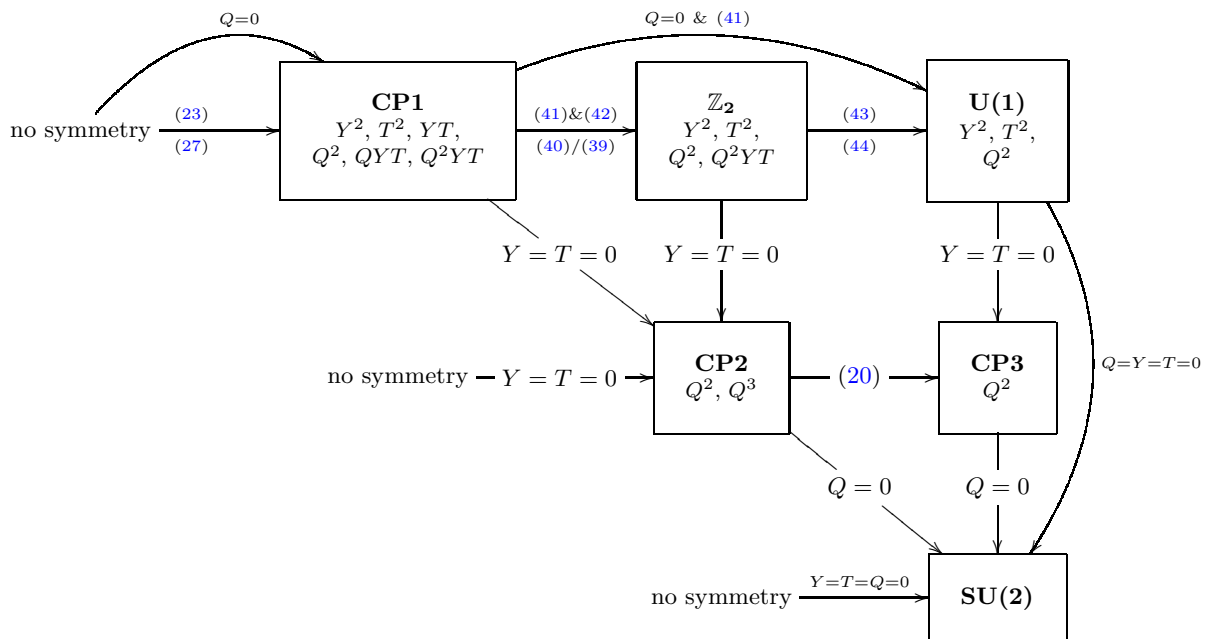 Q=0
Q=0 & (41)
no symmetry
(23)
(27)
CP1
Y², T², YT,
Q², QYT, Q²YT
(41)&(42)
(40)/(39)
ℤ₂
Y², T²,
Q², Q²YT
(43)
(44)
U(1)
Y², T²,
Q²
Y = T = 0
Y = T = 0
Y = T = 0
no symmetry
Y = T = 0
CP2
Q², Q³
(20)
CP3
Q²
Q=Y=T=0
Q = 0
Q = 0
no symmetry
Y=T=Q=0
SU(2)